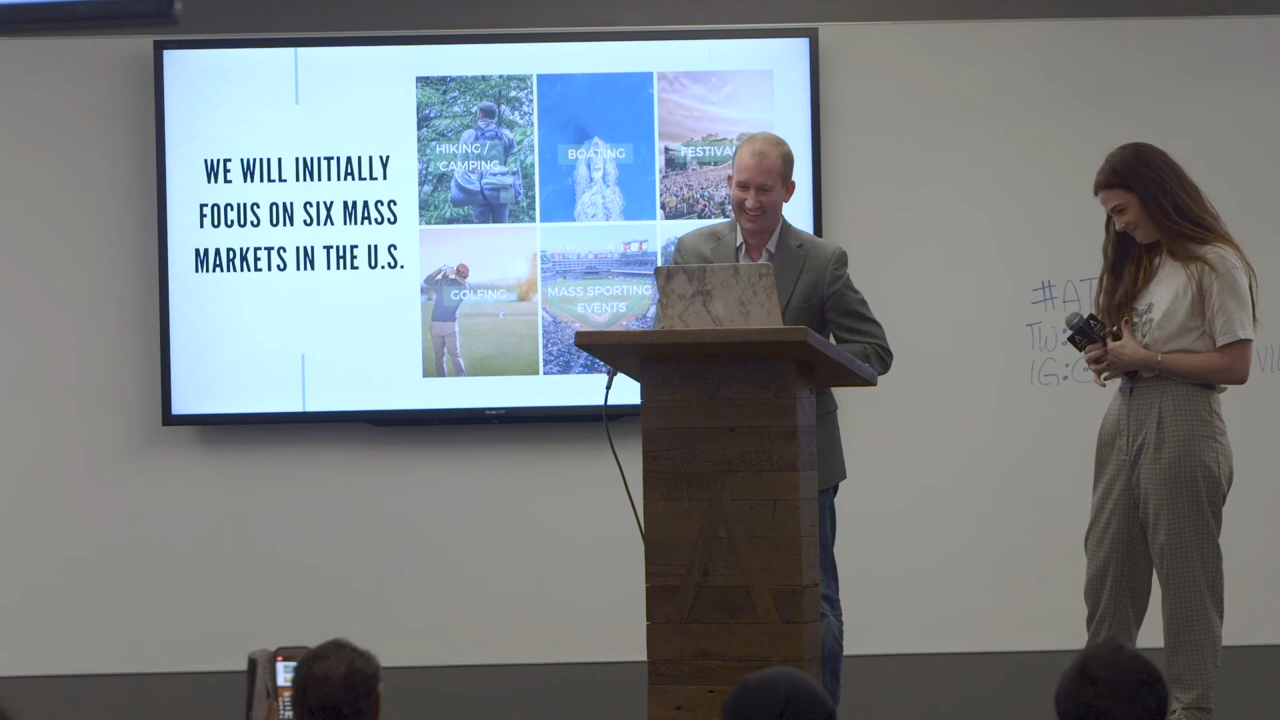 WE WILL INITIALLY
FOCUS ON SIX MASS
MARKETS IN THE U.S.
HIKING /
CAMPING
BOATING
FESTIVA
GOLFING
MASS SPORTING
EVENTS
#AT
TW:
IG: